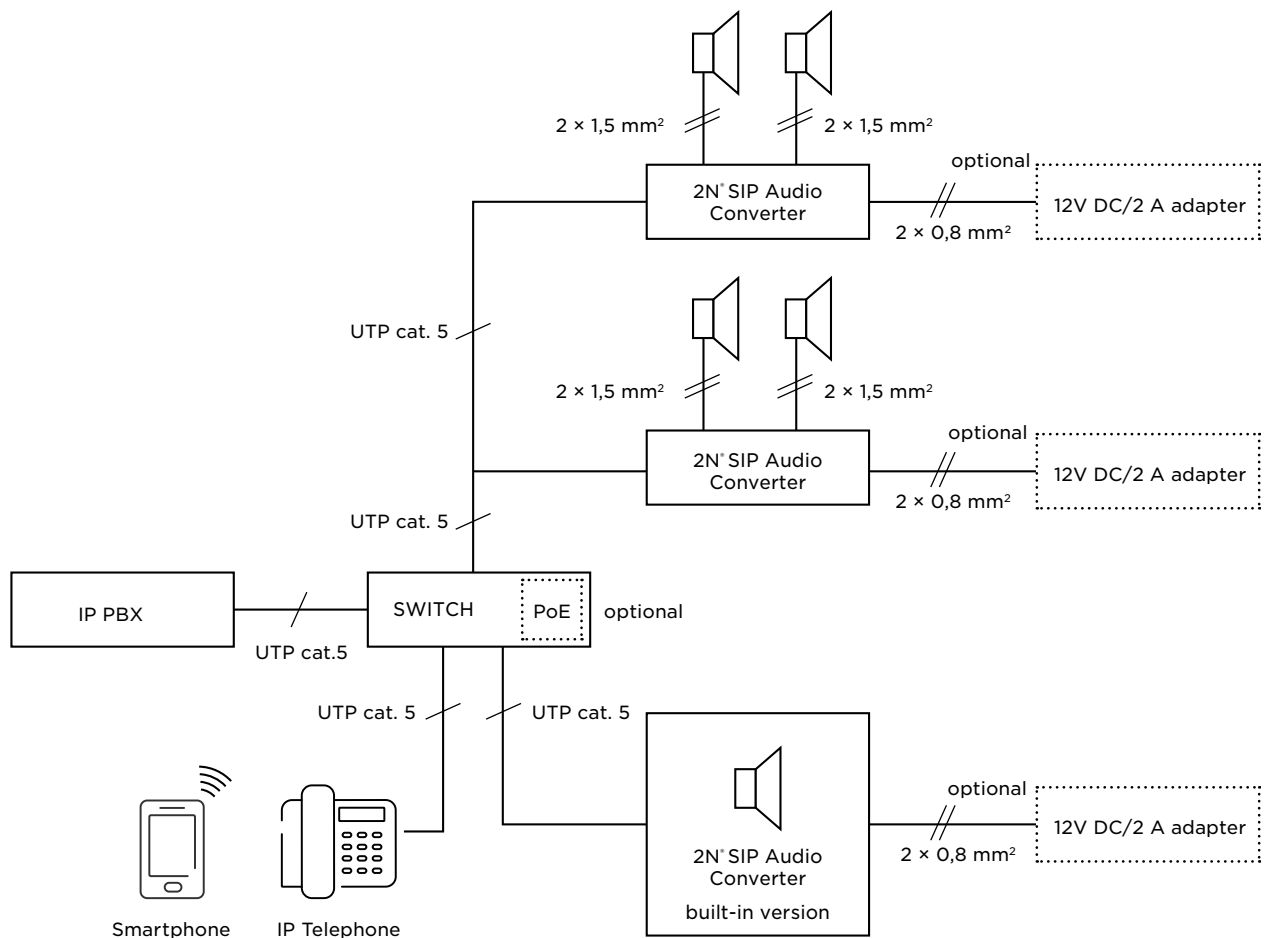 2 × 1,5 mm²
2 × 1,5 mm²
optional
2N® SIP Audio
Converter
12V DC/2 A adapter
2 × 0,8 mm²
UTP cat. 5
2 × 1,5 mm²
2 × 1,5 mm²
optional
2N® SIP Audio
Converter
12V DC/2 A adapter
2 × 0,8 mm²
UTP cat. 5
IP PBX
SWITCH
PoE
optional
UTP cat.5
UTP cat. 5
UTP cat. 5
optional
12V DC/2 A adapter
2 × 0,8 mm²
2N® SIP Audio
Converter
built-in version
Smartphone
IP Telephone